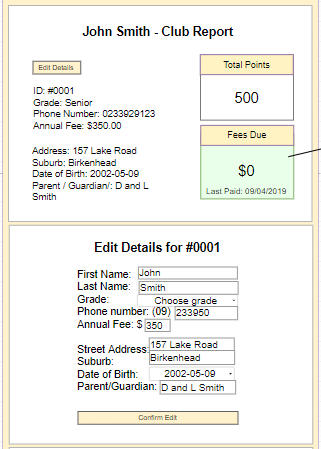 John Smith - Club Report
Edit Details
ID: #0001
Grade: Senior
Phone Number: 0233929123
Annual Fee: $350.00
Address: 157 Lake Road
Suburb: Birkenhead
Date of Birth: 2002-05-09
Parent / Guardian/: D and L
Smith
Total Points
500
Fees Due
$0
Last Paid: 09/04/2019
Edit Details for #0001
First Name: John
Last Name: Smith
Grade: Choose grade
Phone number: (09) 233950
Annual Fee: $ 350
Street Address: 157 Lake Road
Suburb: Birkenhead
Date of Birth: 2002-05-09
Parent/Guardian: D and L Smith
Confirm Edit